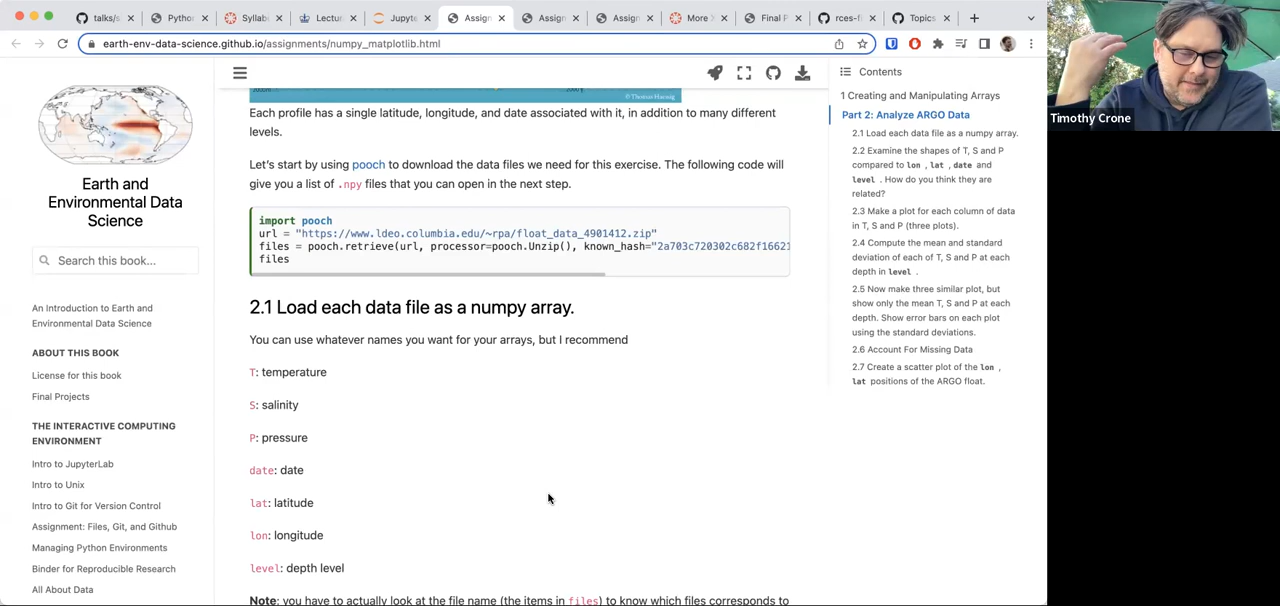 talks/s
Python
Syllab
Lectur
Jupyte
Assign
Assign
Assign
More
Final P
rces-f
Topics
earth-env-data-science.github.io/assignments/numpy_matplotlib.html
Timothy Crone
Earth and
Environmental Data
Science
Search this book...
An Introduction to Earth and
Environmental Data Science
ABOUT THIS BOOK
License for this book
Final Projects
THE INTERACTIVE COMPUTING
ENVIRONMENT
Intro to JupyterLab
Intro to Unix
Intro to Git for Version Control
Assignment: Files, Git, and Github
Managing Python Environments
Binder for Reproducible Research
All About Data
© Thomas Haessig
Each profile has a single latitude, longitude, and date associated with it, in addition to many different
levels.
Let's start by using pooch to download the data files we need for this exercise. The following code will
give you a list of .npy files that you can open in the next step.
import pooch
url = "https://www.ldeo.columbia.edu/~rpa/float_data_4901412.zip"
files = pooch.retrieve(url, processor=pooch.Unzip(), known_hash="2a703c720302c682f16621
files
2.1 Load each data file as a numpy array.
You can use whatever names you want for your arrays, but I recommend
T: temperature
S: salinity
P: pressure
date: date
lat: latitude
lon: longitude
level: depth level
Note: you have to actually look at the file name (the items in files) to know which files corresponds to
Contents
1 Creating and Manipulating Arrays
Part 2: Analyze ARGO Data
2.1 Load each data file as a numpy array.
2.2 Examine the shapes of T, S and P
compared to lon, lat, date and
level. How do you think they are
related?
2.3 Make a plot for each column of data
in T, S and P (three plots).
2.4 Compute the mean and standard
deviation of each of T, S and P at each
depth in level.
2.5 Now make three similar plot, but
show only the mean T, S and P at each
depth. Show error bars on each plot
using the standard deviations.
2.6 Account For Missing Data
2.7 Create a scatter plot of the lon,
lat positions of the ARGO float.